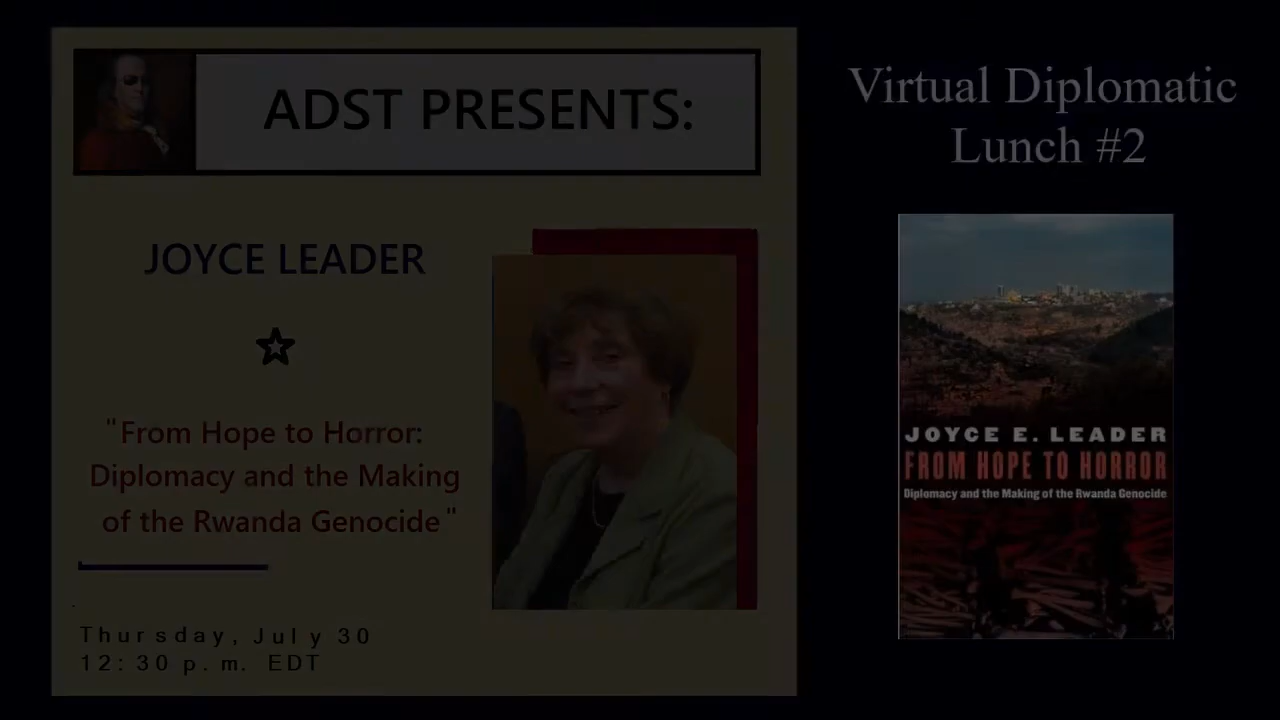 ADST PRESENTS:
JOYCE LEADER
"From Hope to Horror:
Diplomacy and the Making
of the Rwanda Genocide"
Thursday, July 30
12:30 p.m. EDT
Virtual Diplomatic
Lunch #2
JOYCE E. LEADER
FROM HOPE TO HORROR
Diplomacy and the Making of the Rwanda Genocide